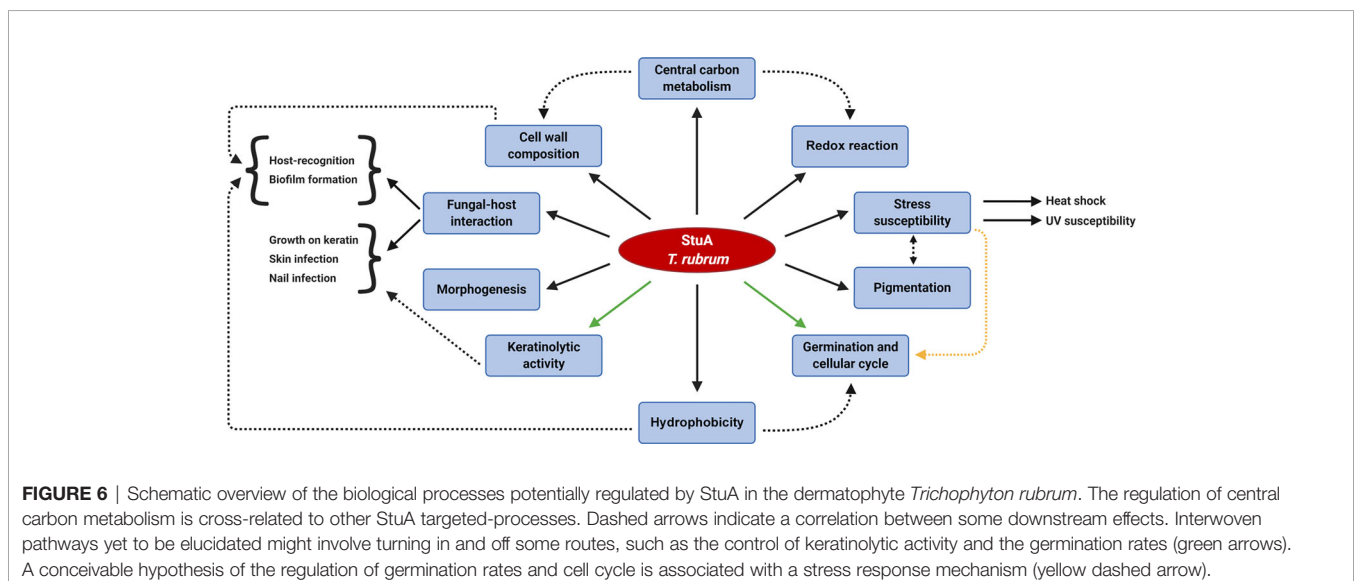 Central carbon
metabolism
Cell wall
composition
Redox reaction
Host-recognition
Biofilm formation
Fungal-host
interaction
Stress
susceptibility
Heat shock
UV susceptibility
Growth on keratin
Skin infection
Nail infection
StuA
T. rubrum
Morphogenesis
Pigmentation
Keratinolytic
activity
Germination and
cellular cycle
Hydrophobicity
FIGURE 6 | Schematic overview of the biological processes potentially regulated by StuA in the dermatophyte Trichophyton rubrum. The regulation of central
carbon metabolism is cross-related to other StuA targeted-processes. Dashed arrows indicate a correlation between some downstream effects. Interwoven
pathways yet to be elucidated might involve turning in and off some routes, such as the control of keratinolytic activity and the germination rates (green arrows).
A conceivable hypothesis of the regulation of germination rates and cell cycle is associated with a stress response mechanism (yellow dashed arrow).